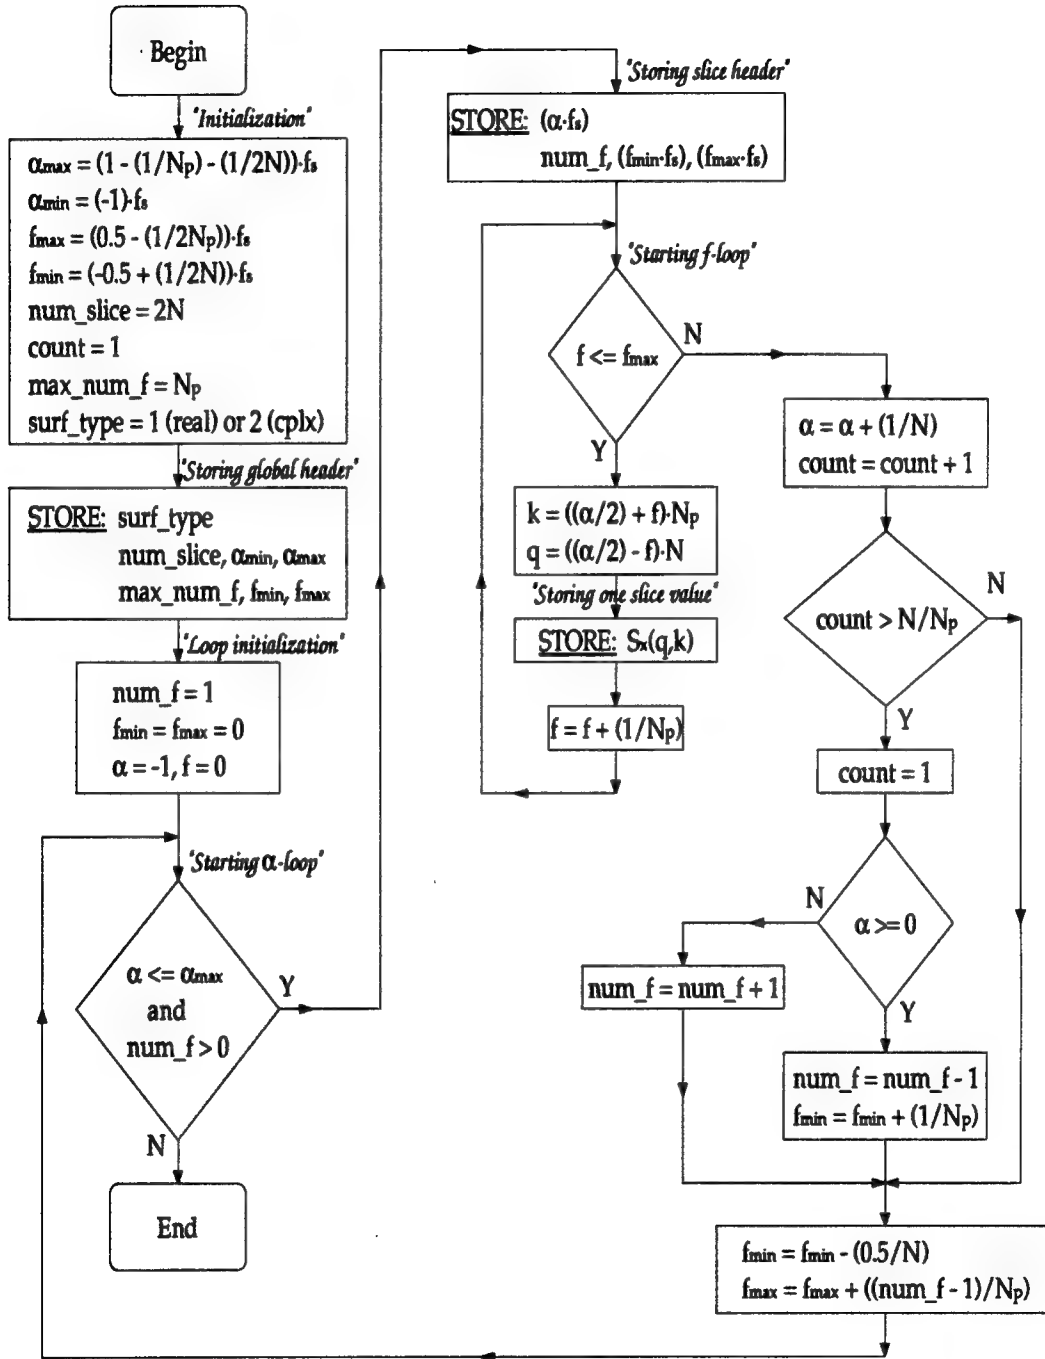 Begin
"Initialization"
αmax = (1 - (1/Np) - (1/2N))·fs
αmin = (-1)·fs
fmax = (0.5 - (1/2Np))·fs
fmin = (-0.5 + (1/2N))·fs
num_slice = 2N
count = 1
max_num_f = Np
surf_type = 1 (real) or 2 (cplx)
"Storing global header"
STORE: surf_type
num_slice, αmin, αmax
max_num_f, fmin, fmax
"Loop initialization"
num_f = 1
fmin = fmax = 0
α = -1, f = 0
"Starting α-loop"
α <= αmax
and
num_f > 0
Y
N
End
"Storing slice header"
STORE: (α·fs)
num_f, (fmin·fs), (fmax·fs)
"Starting f-loop"
f <= fmax
N
Y
k = ((α/2) + f)·Np
q = ((α/2) - f)·N
"Storing one slice value"
STORE: Sx(q,k)
f = f + (1/Np)
α = α + (1/N)
count = count + 1
count > N/Np
N
Y
count = 1
α >= 0
N
Y
num_f = num_f + 1
num_f = num_f - 1
fmin = fmin + (1/Np)
fmin = fmin - (0.5/N)
fmax = fmax + ((num_f - 1)/Np)